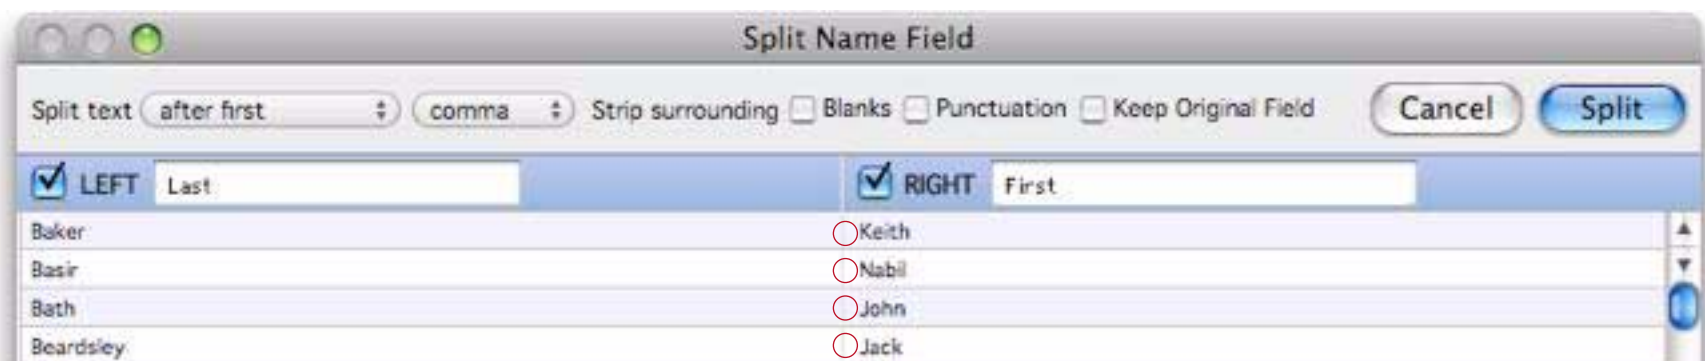 Split Name Field
Split text after first comma Strip surrounding Blanks Punctuation Keep Original Field Cancel Split
LEFT Last RIGHT First
Baker Keith
Basir Nabil
Bath John
Beardsley Jack